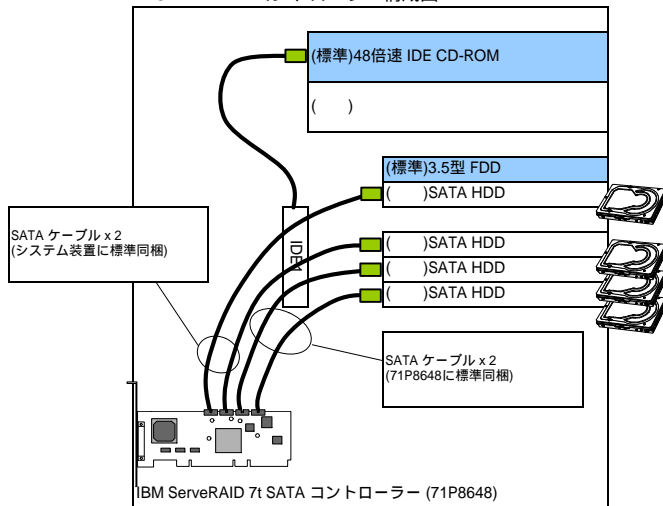 (標準)48倍速 IDE CD-ROM
(      )
(標準)3.5型 FDD
(      )SATA HDD
SATA ケーブル x 2
(システム装置に標準同梱)
IDE1
(      )SATA HDD
(      )SATA HDD
(      )SATA HDD
SATA ケーブル x 2
(71P8648に標準同梱)
IBM ServeRAID 7t SATA コントローラー (71P8648)